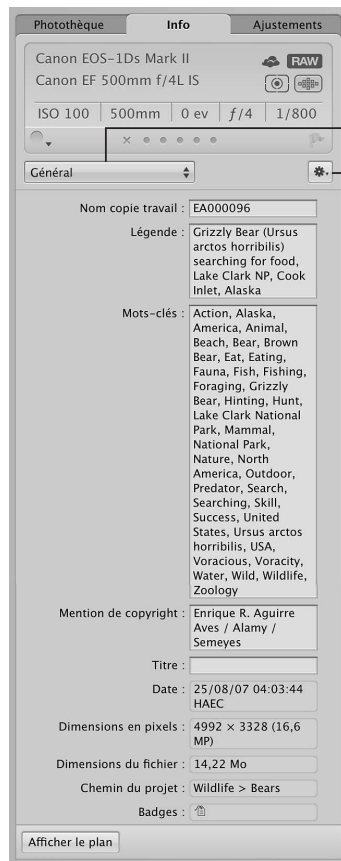 Photothèque Info Ajustements
Canon EOS-1Ds Mark II
RAW
Canon EF 500mm f/4L IS
ISO 100 500mm 0 ev ƒ/4 1/800
Général
Nom copie travail : EA000096
Légende : Grizzly Bear (Ursus
arctos horribilis)
searching for food,
Lake Clark NP, Cook
Inlet, Alaska
Mots-clés : Action, Alaska,
America, Animal,
Beach, Bear, Brown
Bear, Eat, Eating,
Fauna, Fish, Fishing,
Foraging, Grizzly
Bear, Hinting, Hunt,
Lake Clark National
Park, Mammal,
National Park,
Nature, North
America, Outdoor,
Predator, Search,
Searching, Skill,
Success, United
States, Ursus arctos
horribilis, USA,
Voracious, Voracity,
Water, Wild, Wildlife,
Zoology
Mention de copyright : Enrique R. Aguirre
Aves / Alamy /
Semeyes
Titre :
Date : 25/08/07 04:03:44
HAEC
Dimensions en pixels : 4992 × 3328 (16,6
MP)
Dimensions du fichier : 14,22 Mo
Chemin du projet : Wildlife > Bears
Badges :
Afficher le plan